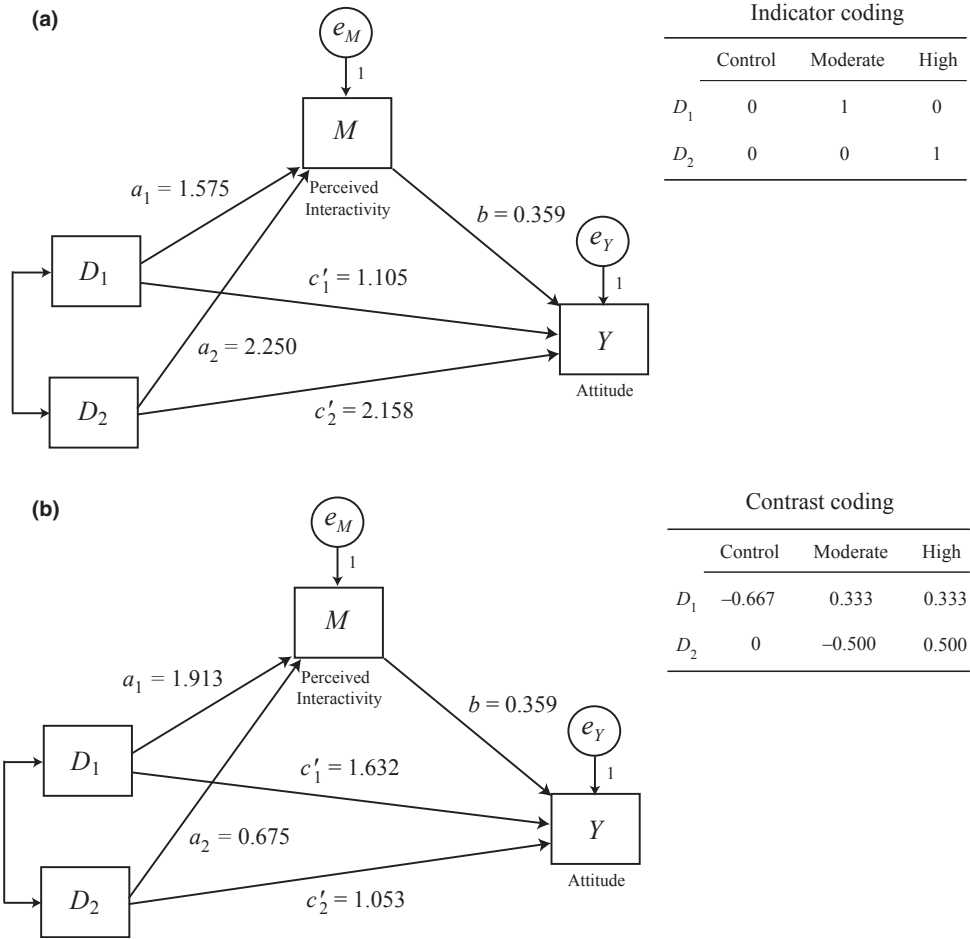 (a)
e_M
1
M
Perceived
Interactivity
a_1 = 1.575
b = 0.359
e_Y
1
D_1
c′_1 = 1.105
Y
Attitude
a_2 = 2.250
D_2
c′_2 = 2.158
Indicator coding
Control Moderate High
D_1 0 1 0
D_2 0 0 1
(b)
e_M
1
M
Perceived
Interactivity
a_1 = 1.913
b = 0.359
e_Y
1
D_1
c′_1 = 1.632
Y
Attitude
a_2 = 0.675
D_2
c′_2 = 1.053
Contrast coding
Control Moderate High
D_1 –0.667 0.333 0.333
D_2 0 –0.500 0.500